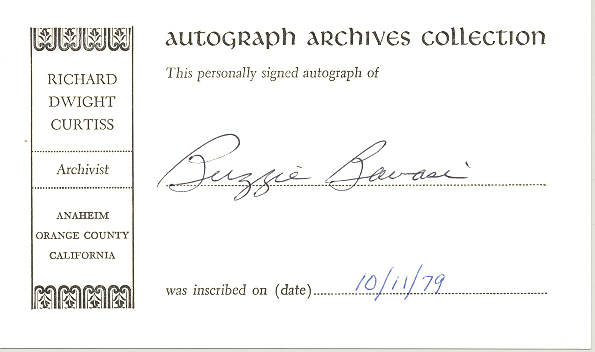 RICHARD
DWIGHT
CURTISS
Archivist
ANAHEIM
ORANGE COUNTY
CALIFORNIA
AUTOGRAPH ARCHIVES COLLECTION
This personally signed autograph of
Buzzie Bavasi
was inscribed on (date) 10/11/79